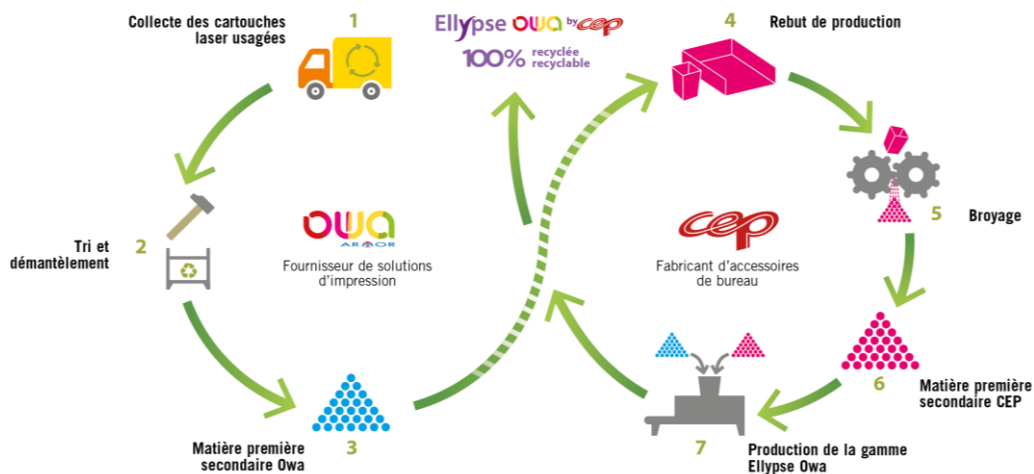 1
Collecte des cartouches
laser usagées
Ellypse OWA by cep
100% recyclée
recyclable
4
Rebut de production
2
Tri et
démantèlement
OWA
ARMOR
Fournisseur de solutions
d'impression
cep
Fabricant d'accessoires
de bureau
5
Broyage
3
Matière première
secondaire Owa
6
Matière première
secondaire CEP
7
Production de la gamme
Ellypse Owa